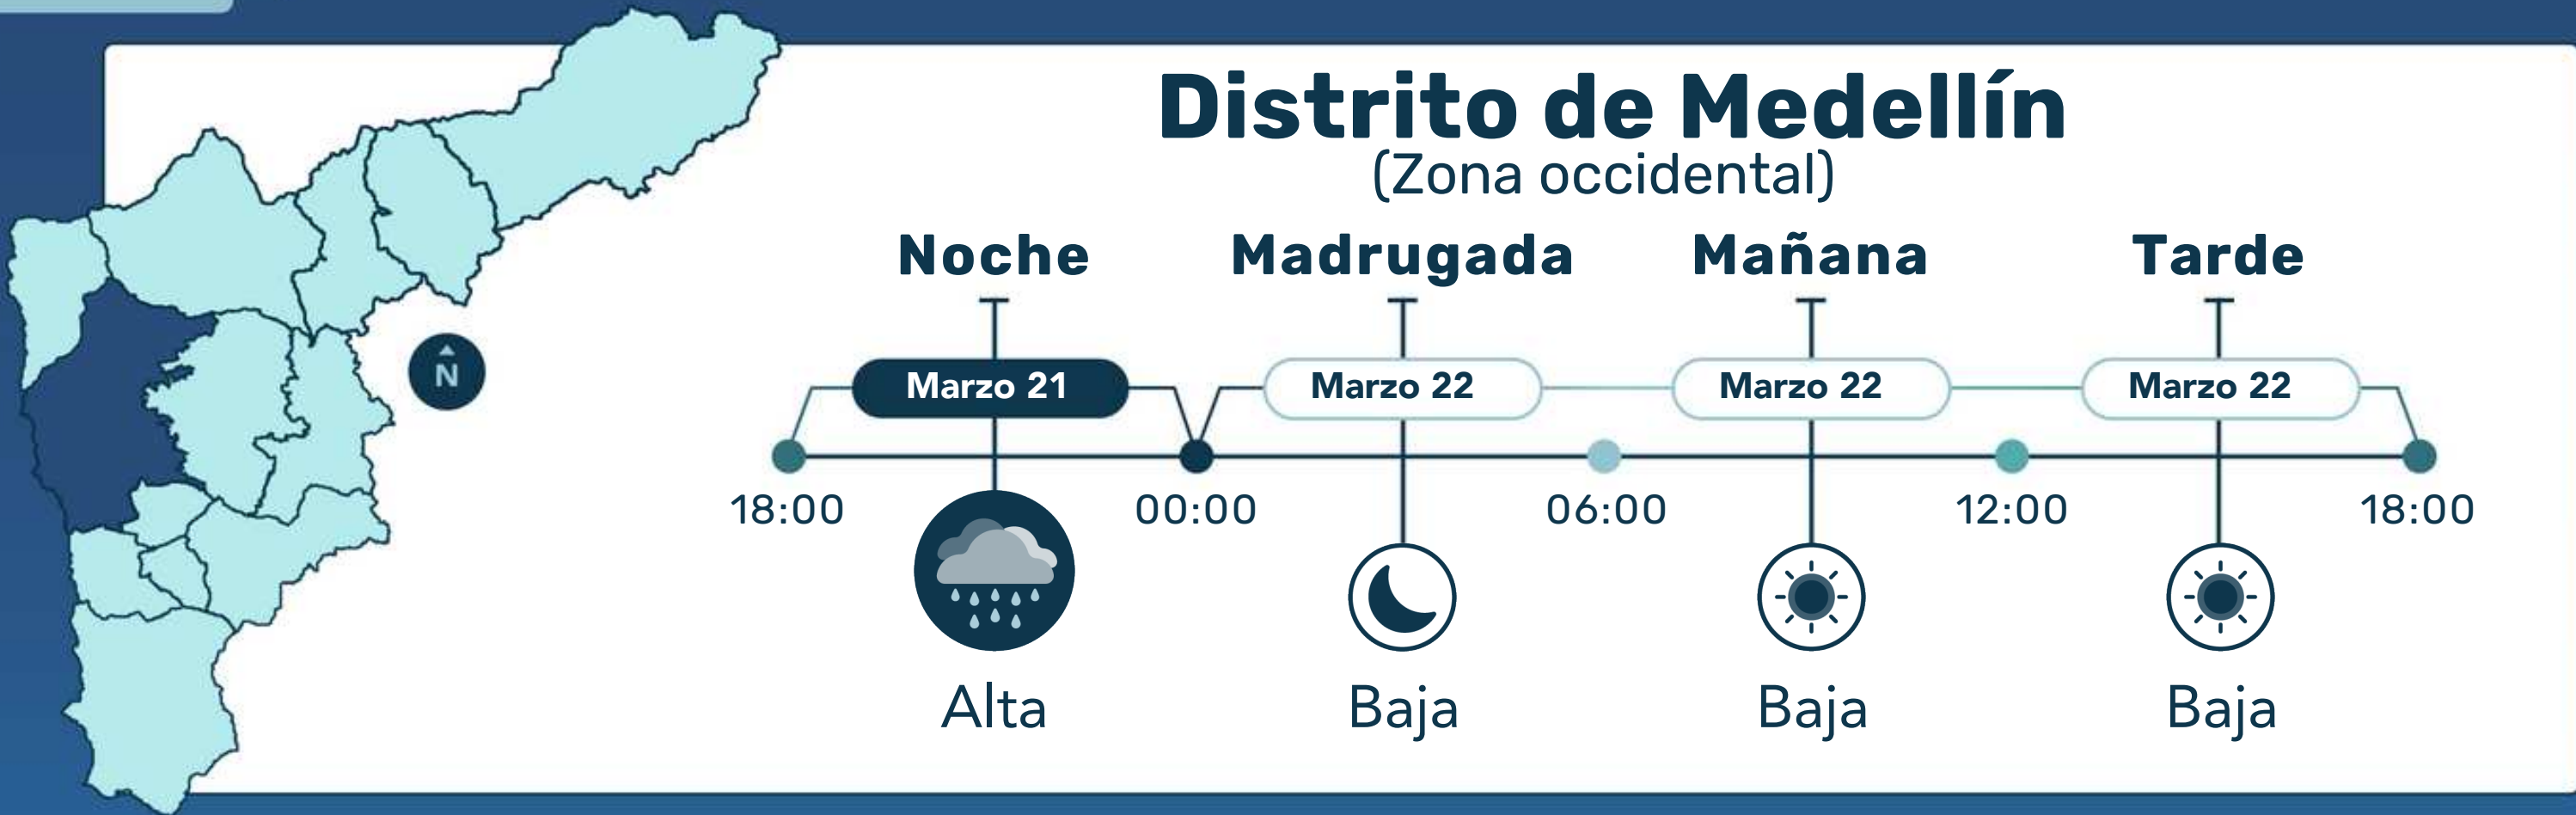 Distrito de Medellín
(Zona occidental)
Noche Madrugada Mañana Tarde
N
Marzo 21 Marzo 22 Marzo 22 Marzo 22
18:00 00:00 06:00 12:00 18:00
Alta Baja Baja Baja